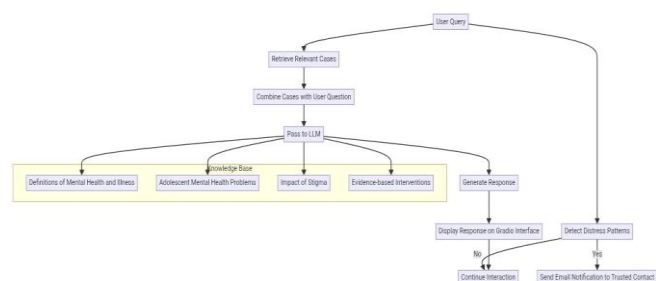 User Query
Retrieve Relevant Cases
Combine Cases with User Question
Pass to LLM
Knowledge Base
Definitions of Mental Health and Illness
Adolescent Mental Health Problems
Impact of Stigma
Evidence-based Interventions
Generate Response
Display Response on Gradio Interface
Detect Distress Patterns
No
Yes
Continue Interaction
Send Email Notification to Trusted Contact